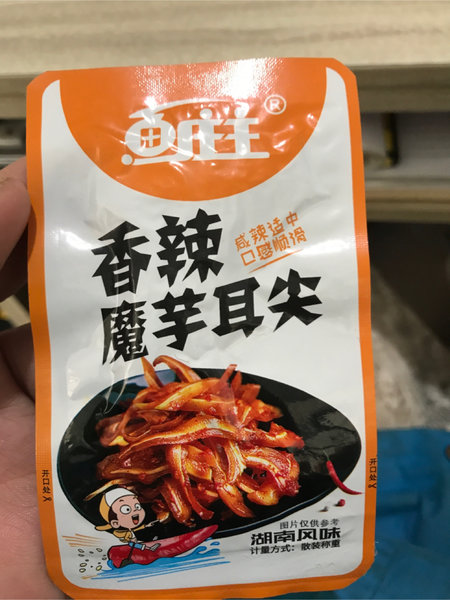 ®
香辣
魔芋耳尖
咸辣适中
口感顺滑
开口处
开口处
图片仅供参考
湖南风味
计量方式：散装称重